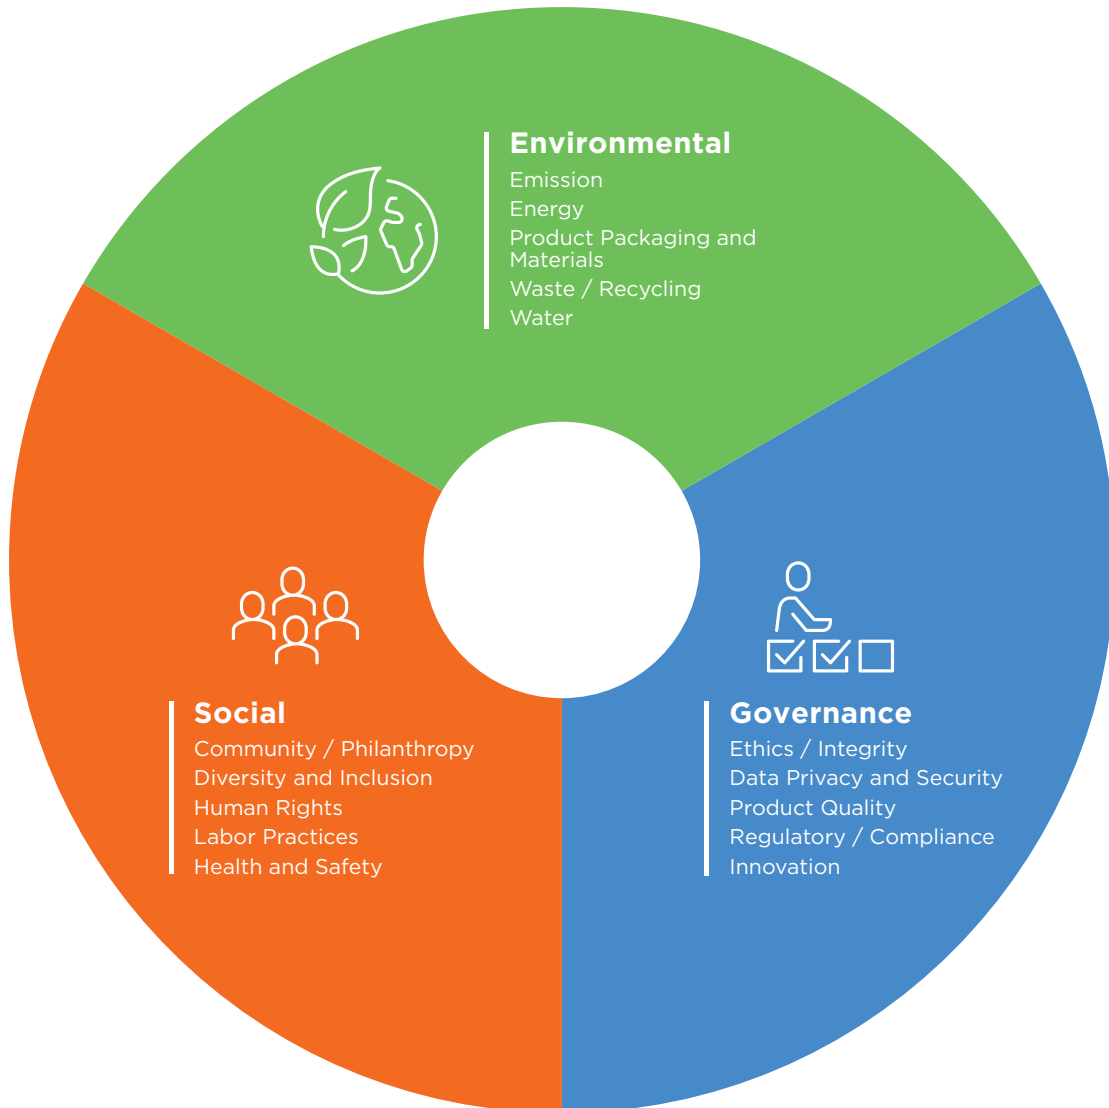 Environmental
Emission
Energy
Product Packaging and
Materials
Waste / Recycling
Water
Social
Community / Philanthropy
Diversity and Inclusion
Human Rights
Labor Practices
Health and Safety
Governance
Ethics / Integrity
Data Privacy and Security
Product Quality
Regulatory / Compliance
Innovation